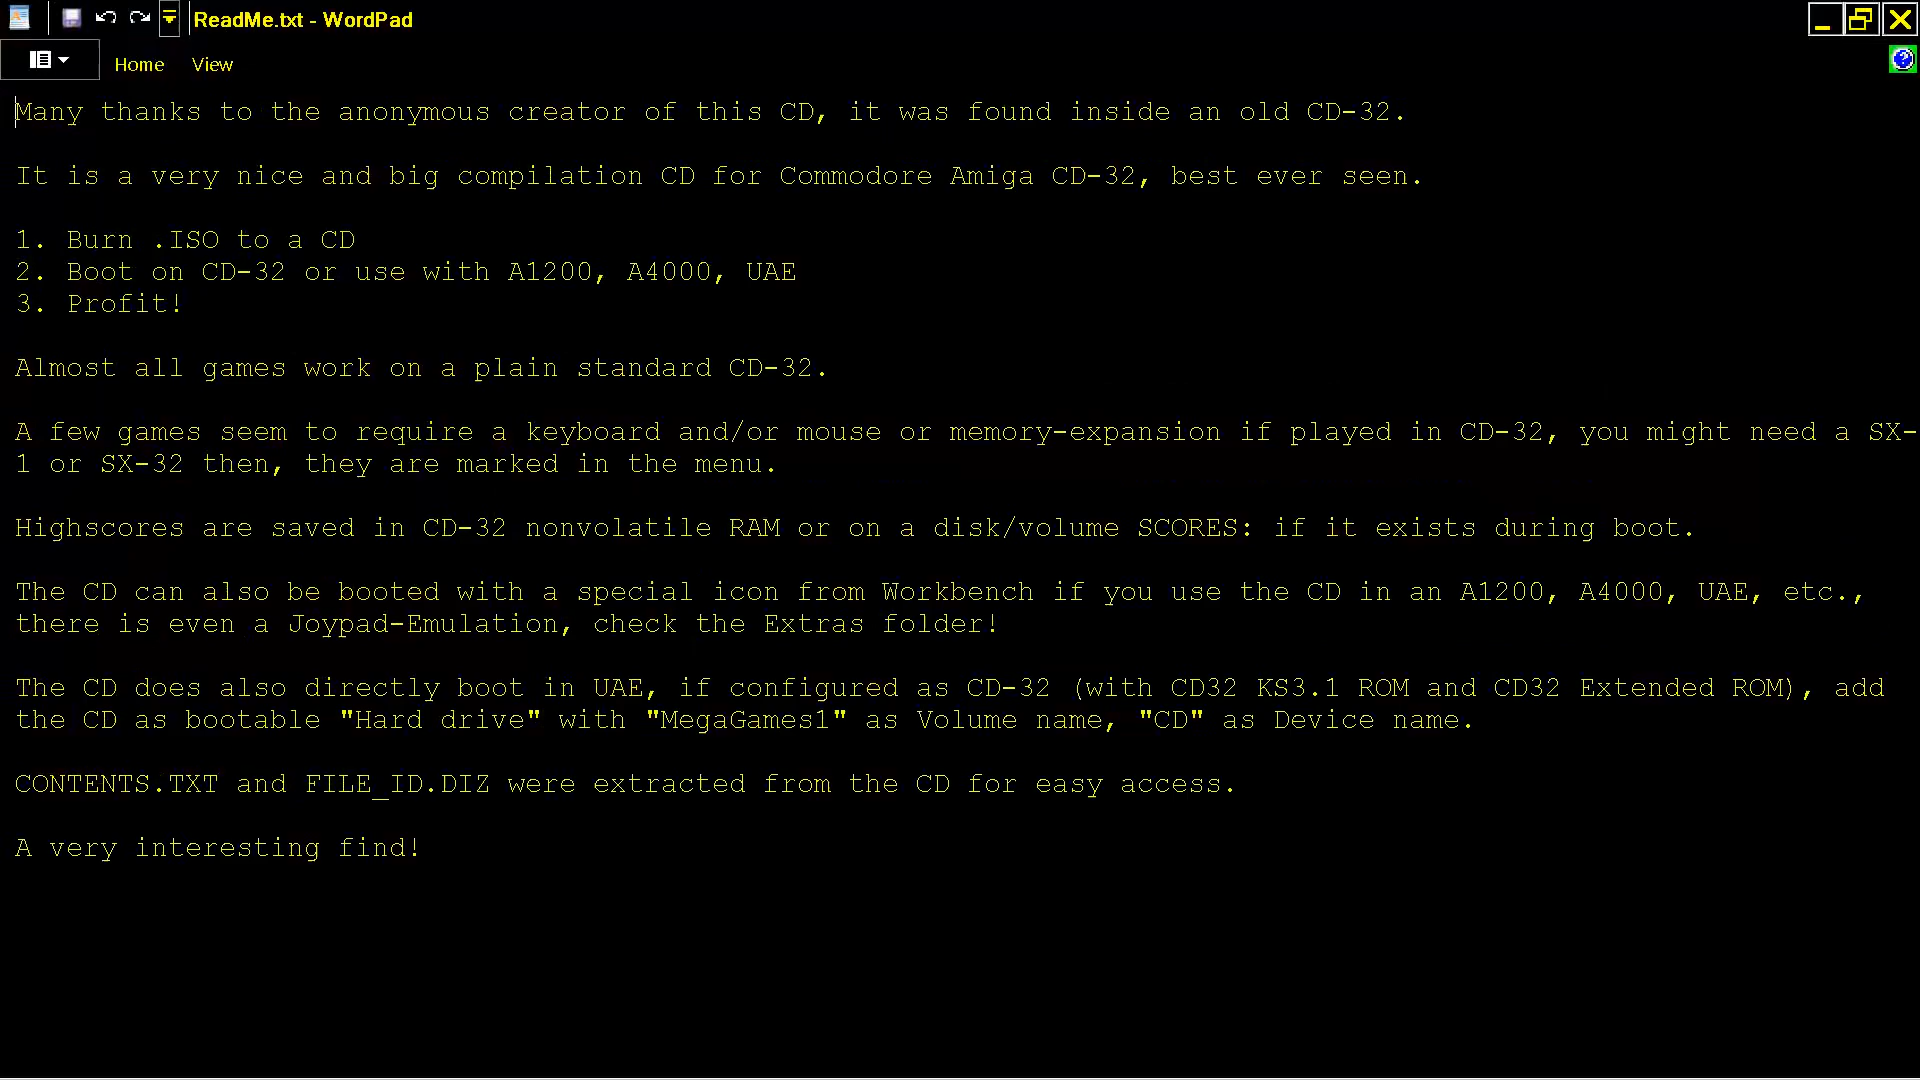 ReadMe.txt - WordPad
Home View
Many thanks to the anonymous creator of this CD, it was found inside an old CD-32.
It is a very nice and big compilation CD for Commodore Amiga CD-32, best ever seen.
1. Burn .ISO to a CD
2. Boot on CD-32 or use with A1200, A4000, UAE
3. Profit!
Almost all games work on a plain standard CD-32.
A few games seem to require a keyboard and/or mouse or memory-expansion if played in CD-32, you might need a SX-
1 or SX-32 then, they are marked in the menu.
Highscores are saved in CD-32 nonvolatile RAM or on a disk/volume SCORES: if it exists during boot.
The CD can also be booted with a special icon from Workbench if you use the CD in an A1200, A4000, UAE, etc.,
there is even a Joypad-Emulation, check the Extras folder!
The CD does also directly boot in UAE, if configured as CD-32 (with CD32 KS3.1 ROM and CD32 Extended ROM), add
the CD as bootable "Hard drive" with "MegaGames1" as Volume name, "CD" as Device name.
CONTENTS.TXT and FILE_ID.DIZ were extracted from the CD for easy access.
A very interesting find!